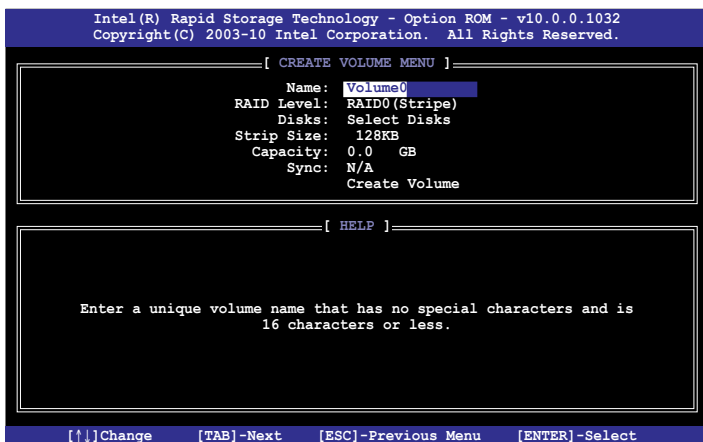 Intel(R) Rapid Storage Technology - Option ROM - v10.0.0.1032
Copyright(C) 2003-10 Intel Corporation. All Rights Reserved.
[ CREATE VOLUME MENU ]
Name: Volume0
RAID Level: RAID0(Stripe)
Disks: Select Disks
Strip Size: 128KB
Capacity: 0.0 GB
Sync: N/A
Create Volume
[ HELP ]
Enter a unique volume name that has no special characters and is
16 characters or less.
[↑↓]Change [TAB]-Next [ESC]-Previous Menu [ENTER]-Select